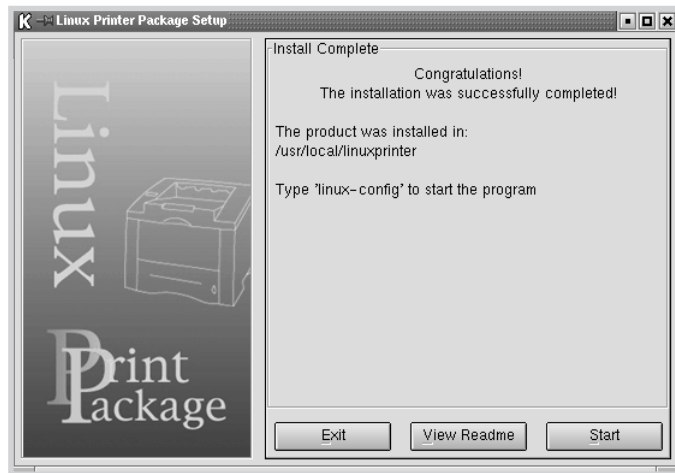 Linux Printer Package Setup
Linux
Print
Package
Install Complete
Congratulations!
The installation was successfully completed!
The product was installed in:
/usr/local/linuxprinter
Type 'linux-config' to start the program
Exit
View Readme
Start